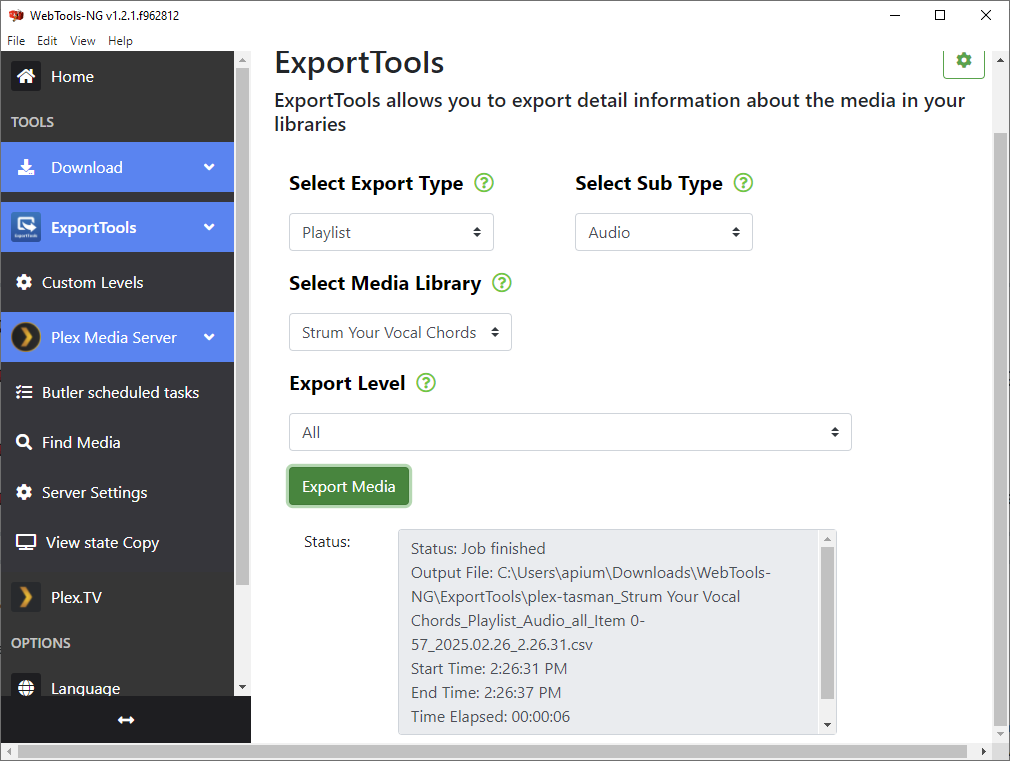 WebTools-NG v1.2.1.f962812
File Edit View Help
Home
TOOLS
Download
ExportTools
Custom Levels
Plex Media Server
Butler scheduled tasks
Find Media
Server Settings
View state Copy
Plex.TV
OPTIONS
Language
ExportTools
ExportTools allows you to export detail information about the media in your
libraries
Select Export Type ?
Select Sub Type ?
Playlist
Audio
Select Media Library ?
Strum Your Vocal Chords
Export Level ?
All
Export Media
Status:
Status: Job finished
Output File: C:\Users\apium\Downloads\WebTools-
NG\ExportTools\plex-tasman_Strum Your Vocal
Chords_Playlist_Audio_all_Item 0-
57_2025.02.26_2.26.31.csv
Start Time: 2:26:31 PM
End Time: 2:26:37 PM
Time Elapsed: 00:00:06